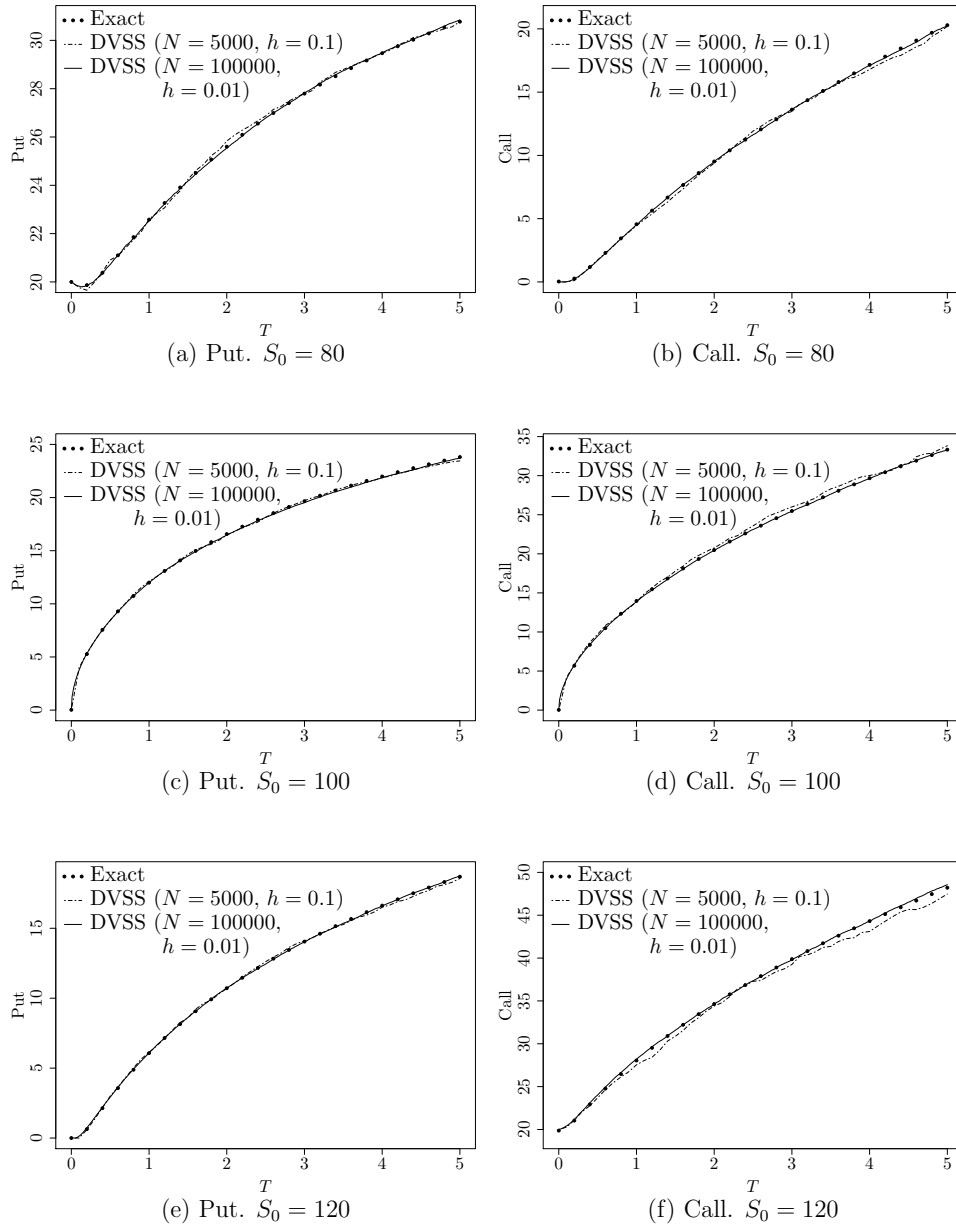 Exact
DVSS (N = 5000, h = 0.1)
DVSS (N = 100000,
h = 0.01)
Put
20 22 24 26 28 30
0 1 2 3 4 5
T
(a) Put. S₀ = 80
Exact
DVSS (N = 5000, h = 0.1)
DVSS (N = 100000,
h = 0.01)
Call
0 5 10 15 20
0 1 2 3 4 5
T
(b) Call. S₀ = 80
Exact
DVSS (N = 5000, h = 0.1)
DVSS (N = 100000,
h = 0.01)
Put
0 5 10 15 20 25
0 1 2 3 4 5
T
(c) Put. S₀ = 100
Exact
DVSS (N = 5000, h = 0.1)
DVSS (N = 100000,
h = 0.01)
Call
0 5 10 15 20 25 30 35
0 1 2 3 4 5
T
(d) Call. S₀ = 100
Exact
DVSS (N = 5000, h = 0.1)
DVSS (N = 100000,
h = 0.01)
Put
0 5 10 15
0 1 2 3 4 5
T
(e) Put. S₀ = 120
Exact
DVSS (N = 5000, h = 0.1)
DVSS (N = 100000,
h = 0.01)
Call
20 25 30 35 40 45 50
0 1 2 3 4 5
T
(f) Call. S₀ = 120